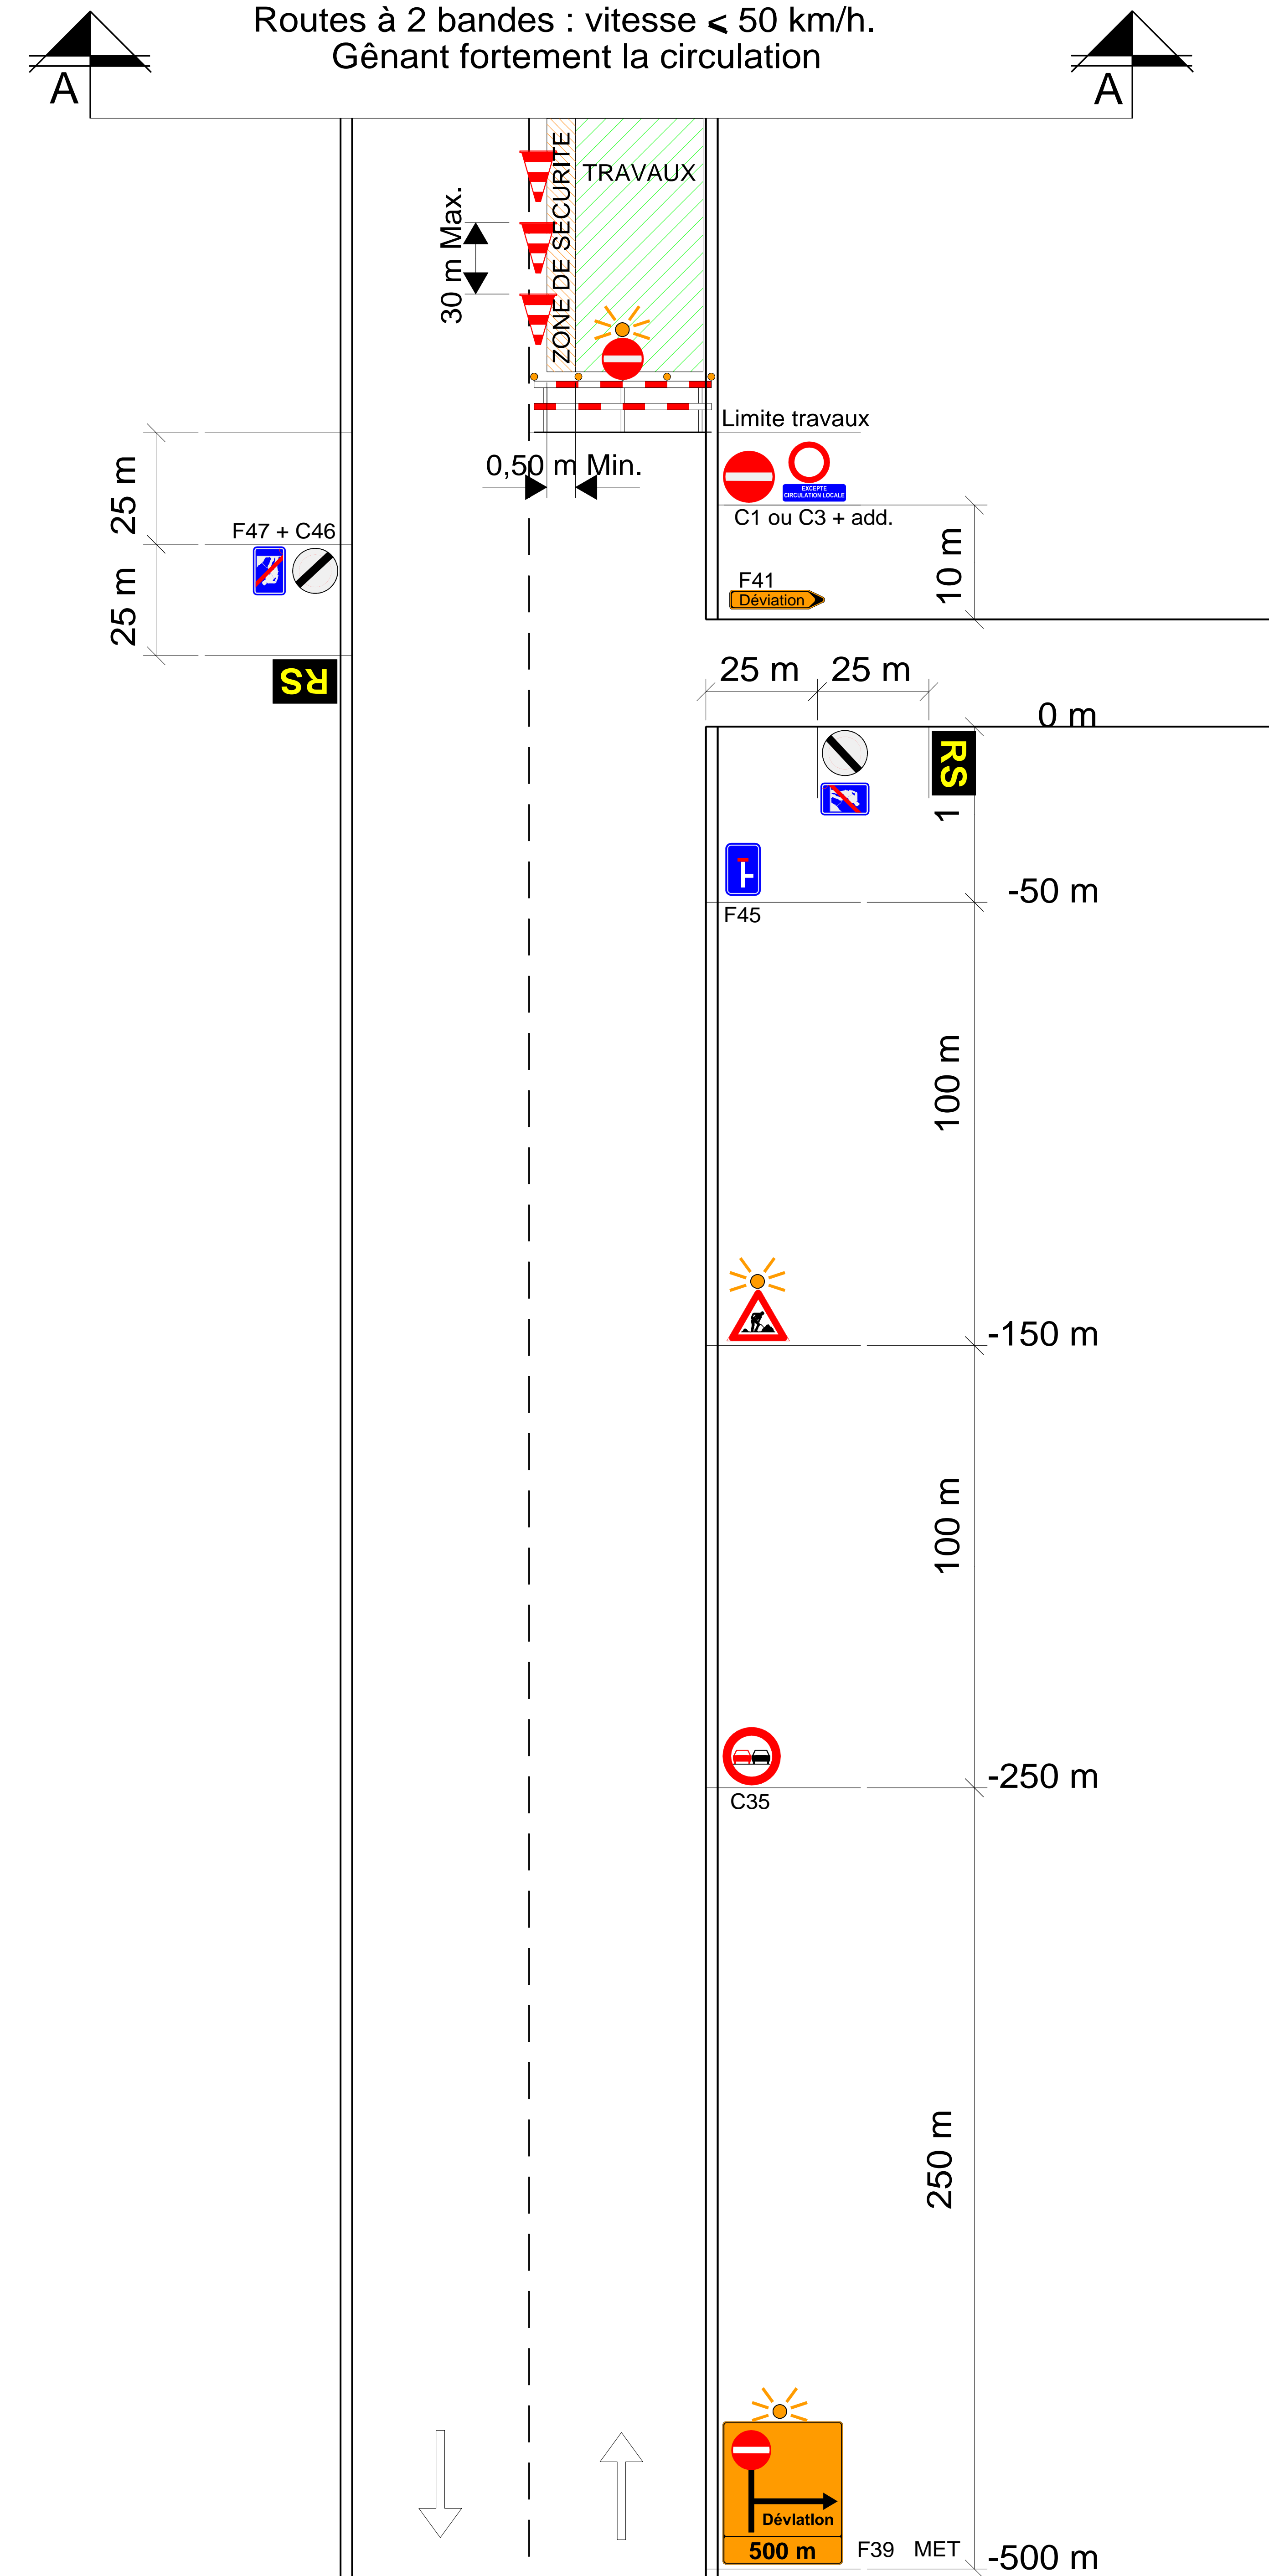 Routes à 2 bandes : vitesse ≤ 50 km/h.
Gênant fortement la circulation
A
A
TRAVAUX
ZONE DE SECURITE
30 m Max.
Limite travaux
0,50 m Min.
EXCEPTE
CIRCULATION LOCALE
C1 ou C3 + add.
25 m
F47 + C46
25 m
10 m
F41
Déviation
RS
25 m
25 m
0 m
RS
1
-50 m
F45
100 m
-150 m
100 m
-250 m
C35
250 m
Déviation
500 m
F39 MET
-500 m